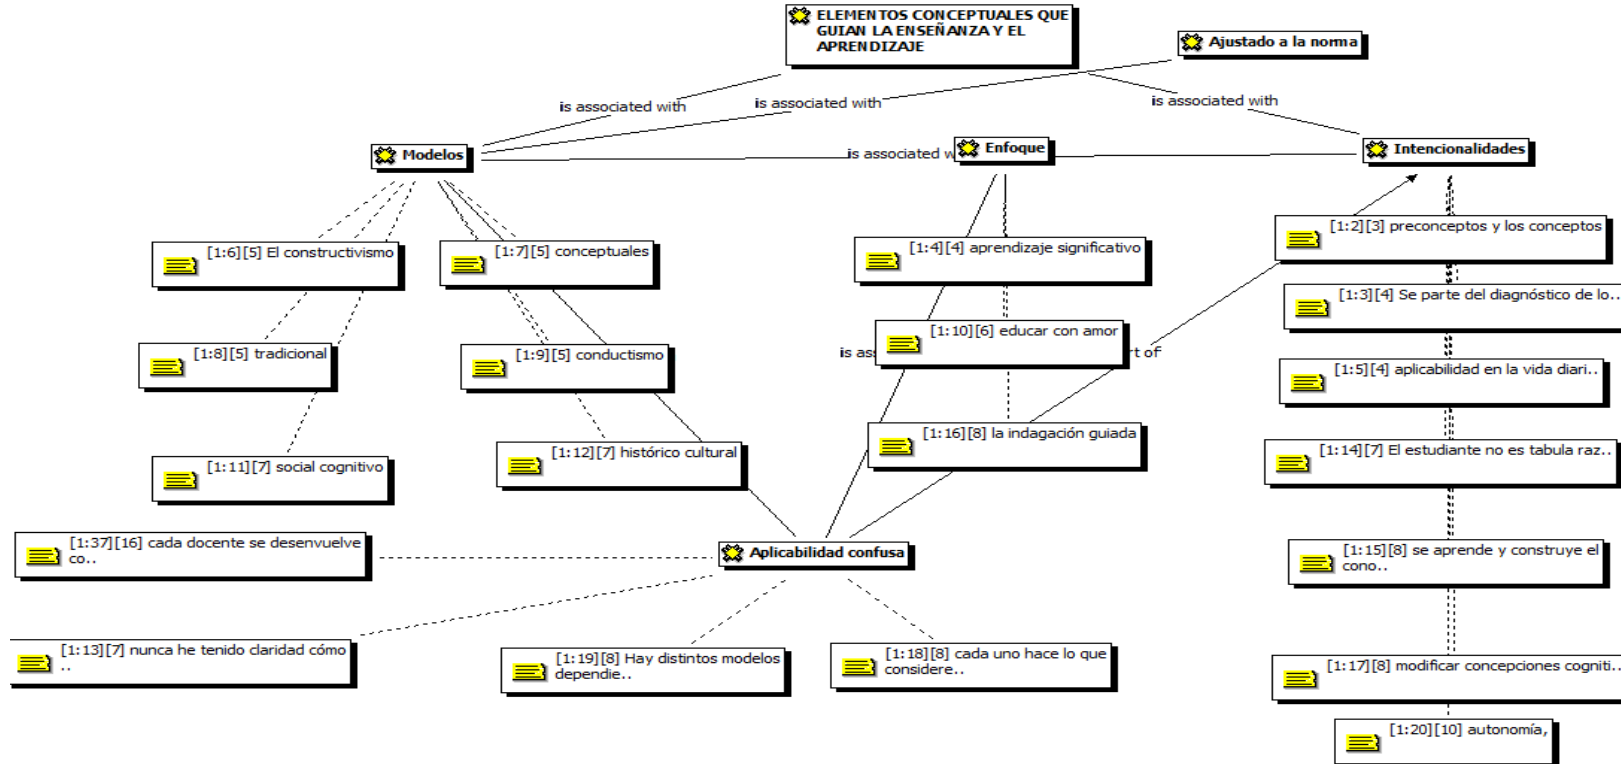 ELEMENTOS CONCEPTUALES QUE
GUIAN LA ENSEÑANZA Y EL
APRENDIZAJE
Ajustado a la norma
is associated with
is associated with
is associated with
Modelos
is associated w
Enfoque
Intencionalidades
[1:6][5] El constructivismo
[1:7][5] conceptuales
[1:4][4] aprendizaje significativo
[1:2][3] preconceptos y los conceptos
[1:3][4] Se parte del diagnóstico de lo..
[1:8][5] tradicional
[1:9][5] conductismo
[1:10][6] educar con amor
is as
rt of
[1:5][4] aplicabilidad en la vida diari..
[1:11][7] social cognitivo
[1:12][7] histórico cultural
[1:16][8] la indagación guiada
[1:14][7] El estudiante no es tabula raz..
[1:37][16] cada docente se desenvuelve
co..
Aplicabilidad confusa
[1:15][8] se aprende y construye el
cono..
[1:13][7] nunca he tenido claridad cómo
..
[1:19][8] Hay distintos modelos
dependie..
[1:18][8] cada uno hace lo que
considere..
[1:17][8] modificar concepciones cogniti..
[1:20][10] autonomía,